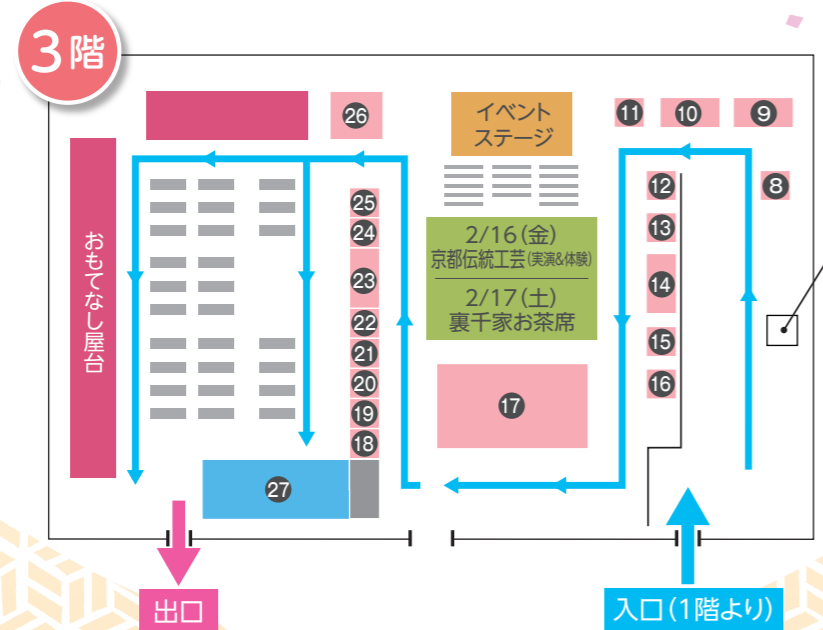 3階
26
イベント
ステージ
11
10
9
12
8
25
13
24
2/16(金)
京都伝統工芸(実演&体験)
おもてなし屋台
23
14
2/17(土)
裏千家お茶席
22
21
15
20
16
19
17
18
27
出口
入口(1階より)